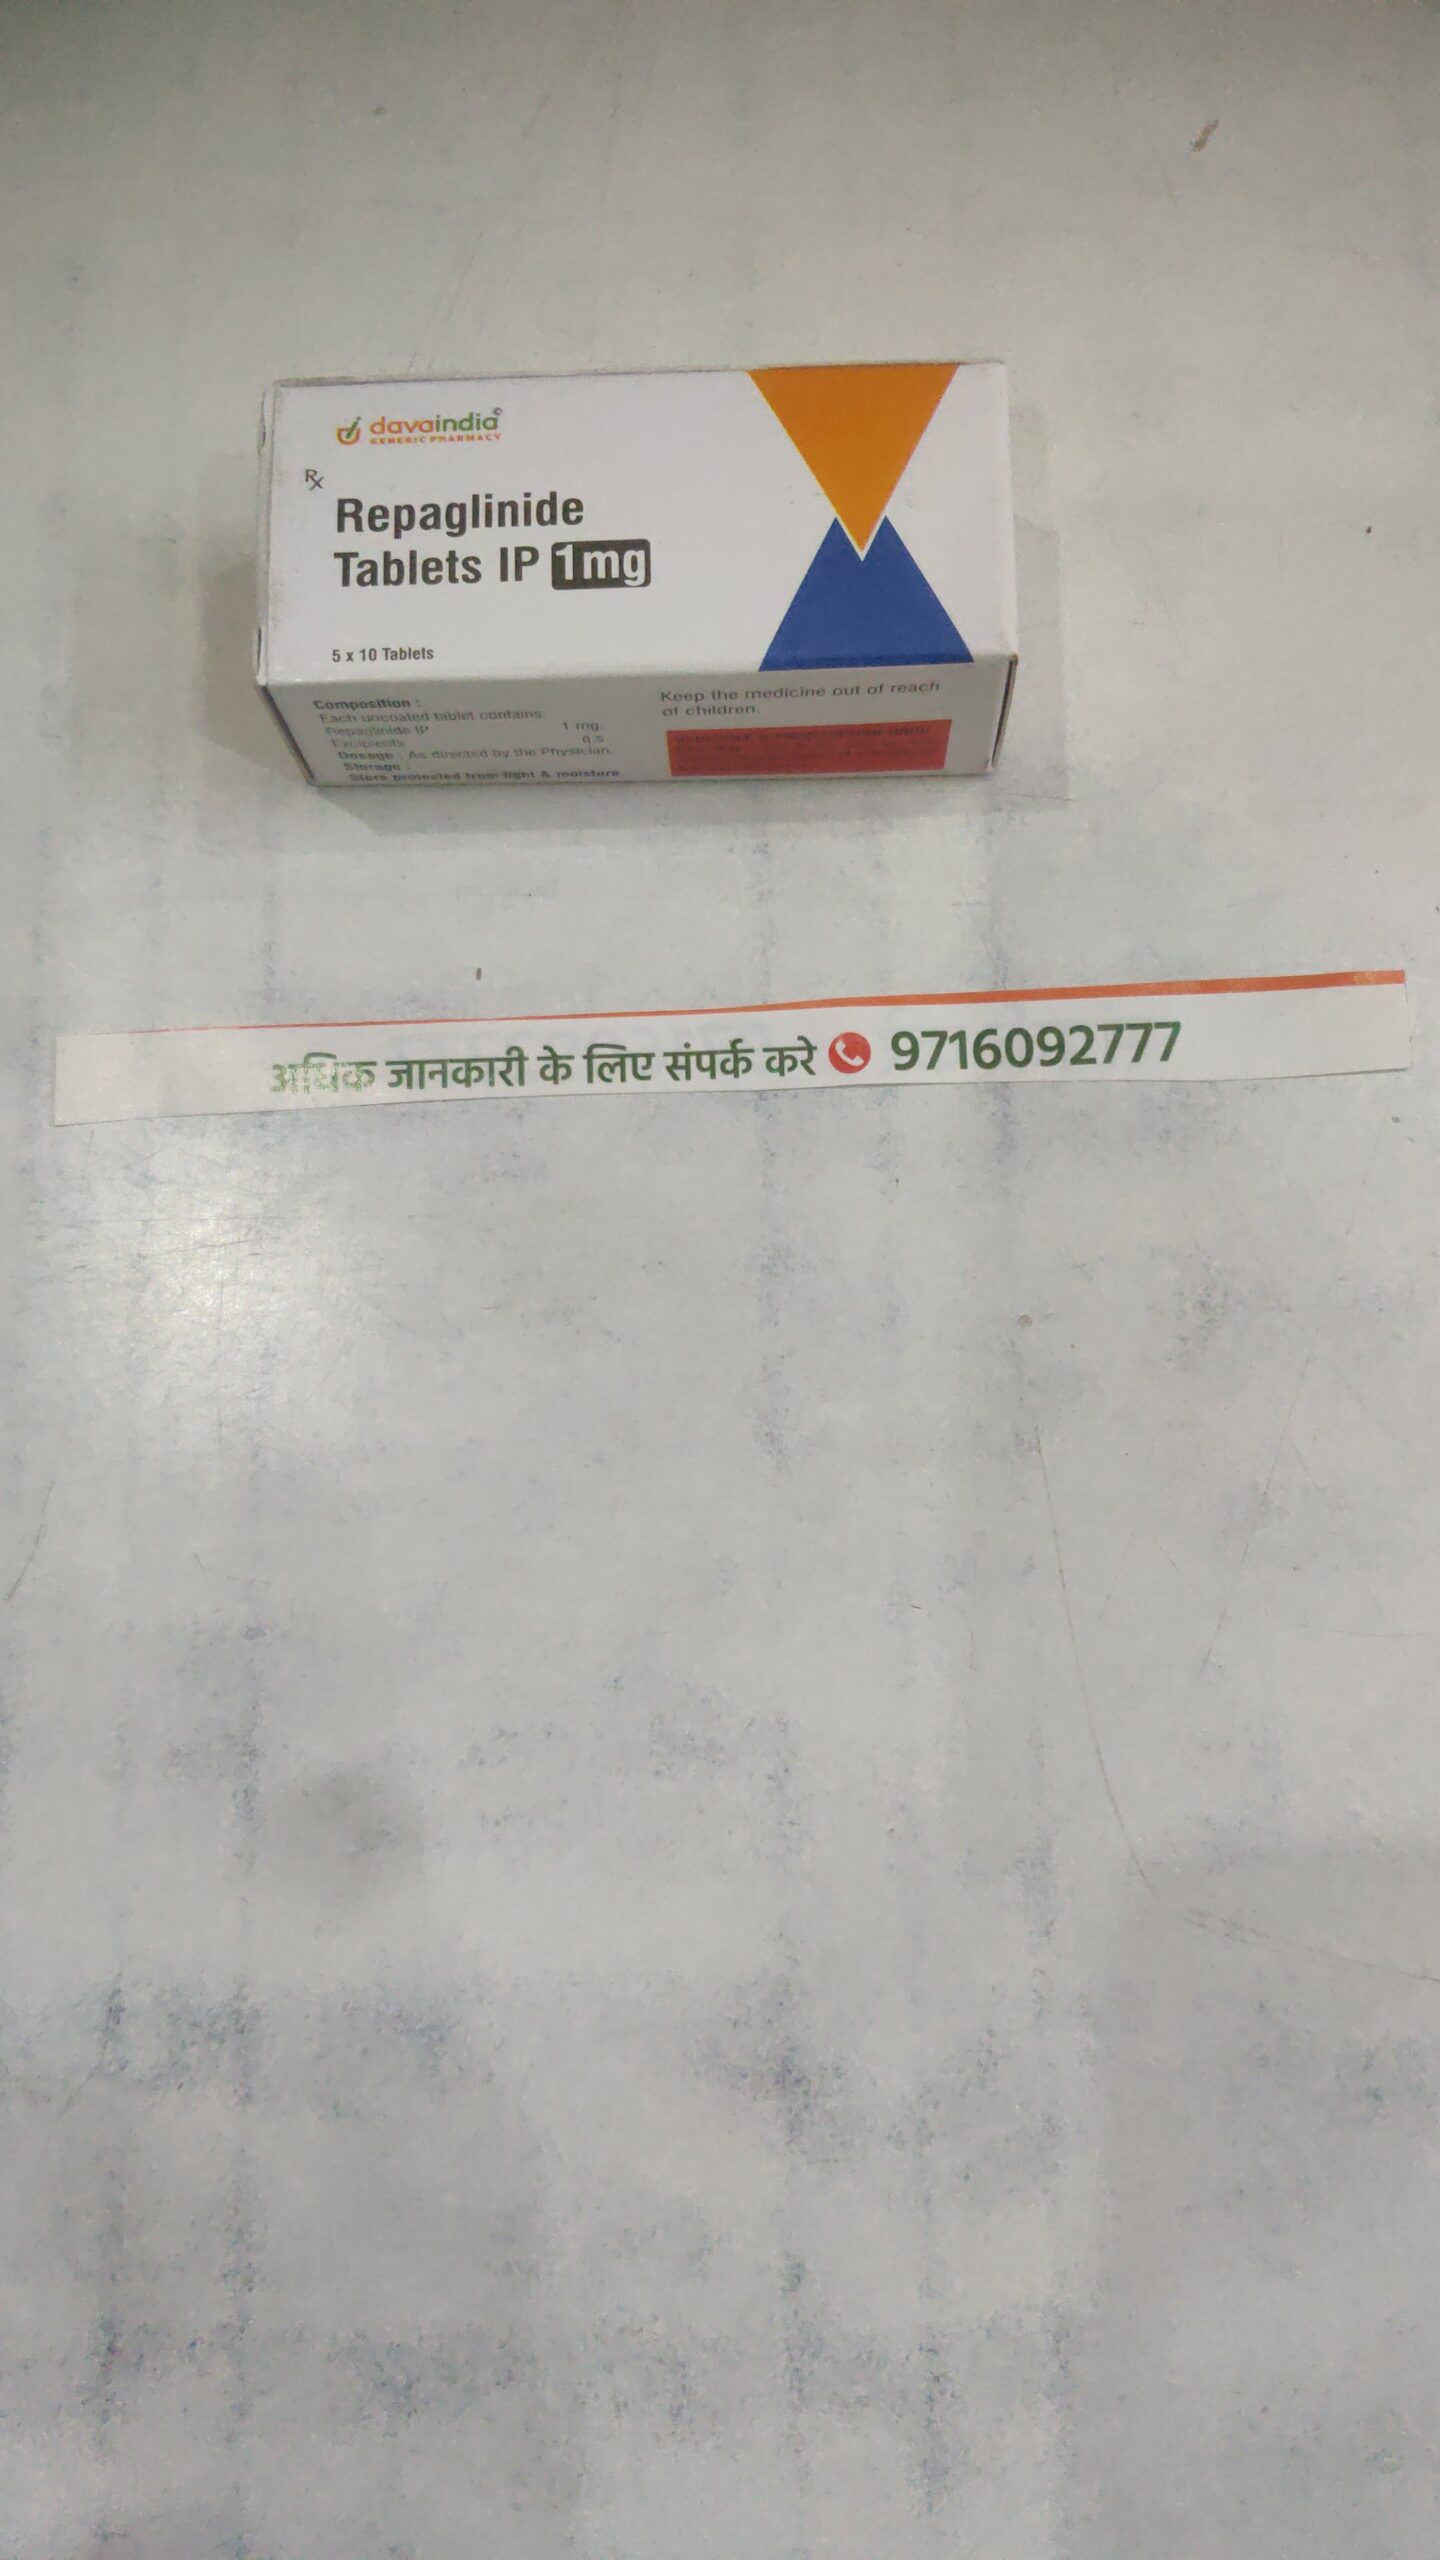 davaindia
GENERIC PHARMACY
Rx
Repaglinide
Tablets IP 1mg
5 x 10 Tablets
Composition :
Each uncoated tablet contains:
Repaglinide IP 1 mg.
Excipients q.s
Dosage : As directed by the Physician.
Storage :
Store protected from light & moisture
Keep the medicine out of reach
of children.
अधिक जानकारी के लिए संपर्क करे 9716092777